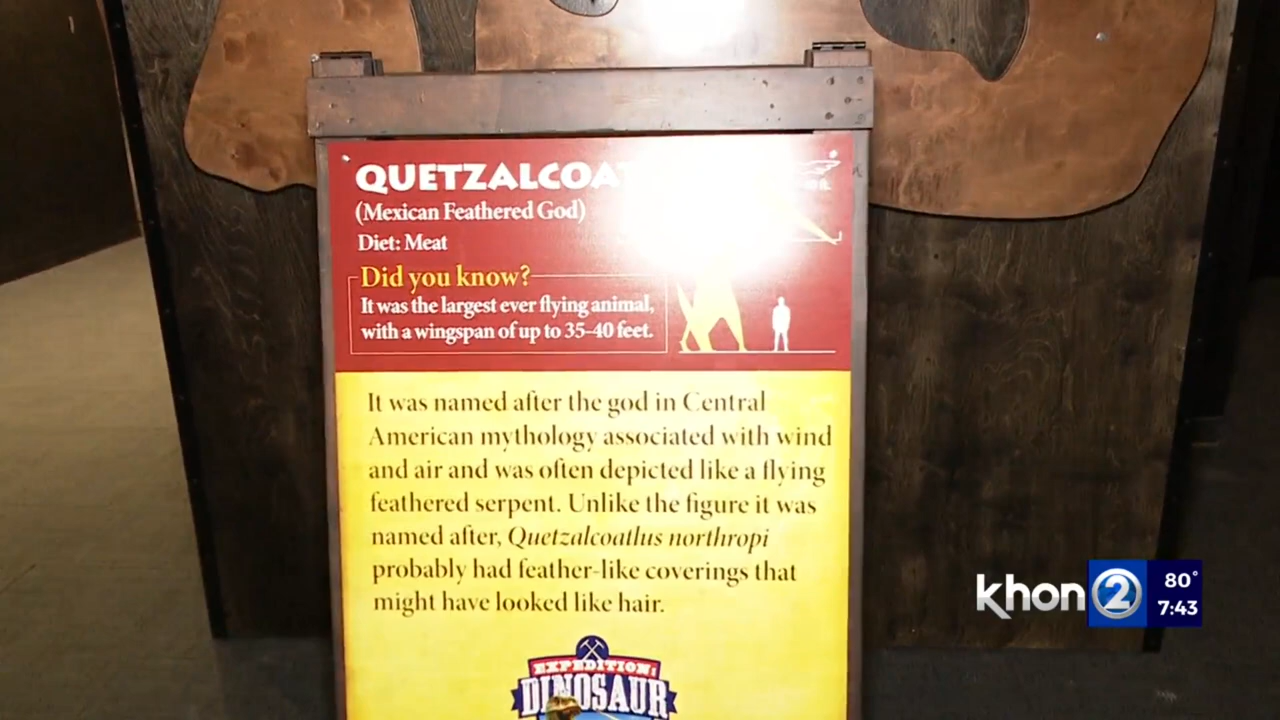 QUETZALCOA
(Mexican Feathered God)
Diet: Meat
Did you know?
It was the largest ever flying animal,
with a wingspan of up to 35-40 feet.
It was named after the god in Central
American mythology associated with wind
and air and was often depicted like a flying
feathered serpent. Unlike the figure it was
named after, Quetzalcoatlus northropi
probably had feather-like coverings that
might have looked like hair.
EXPEDITION:
DINOSAUR
khon 2
80°
7:43